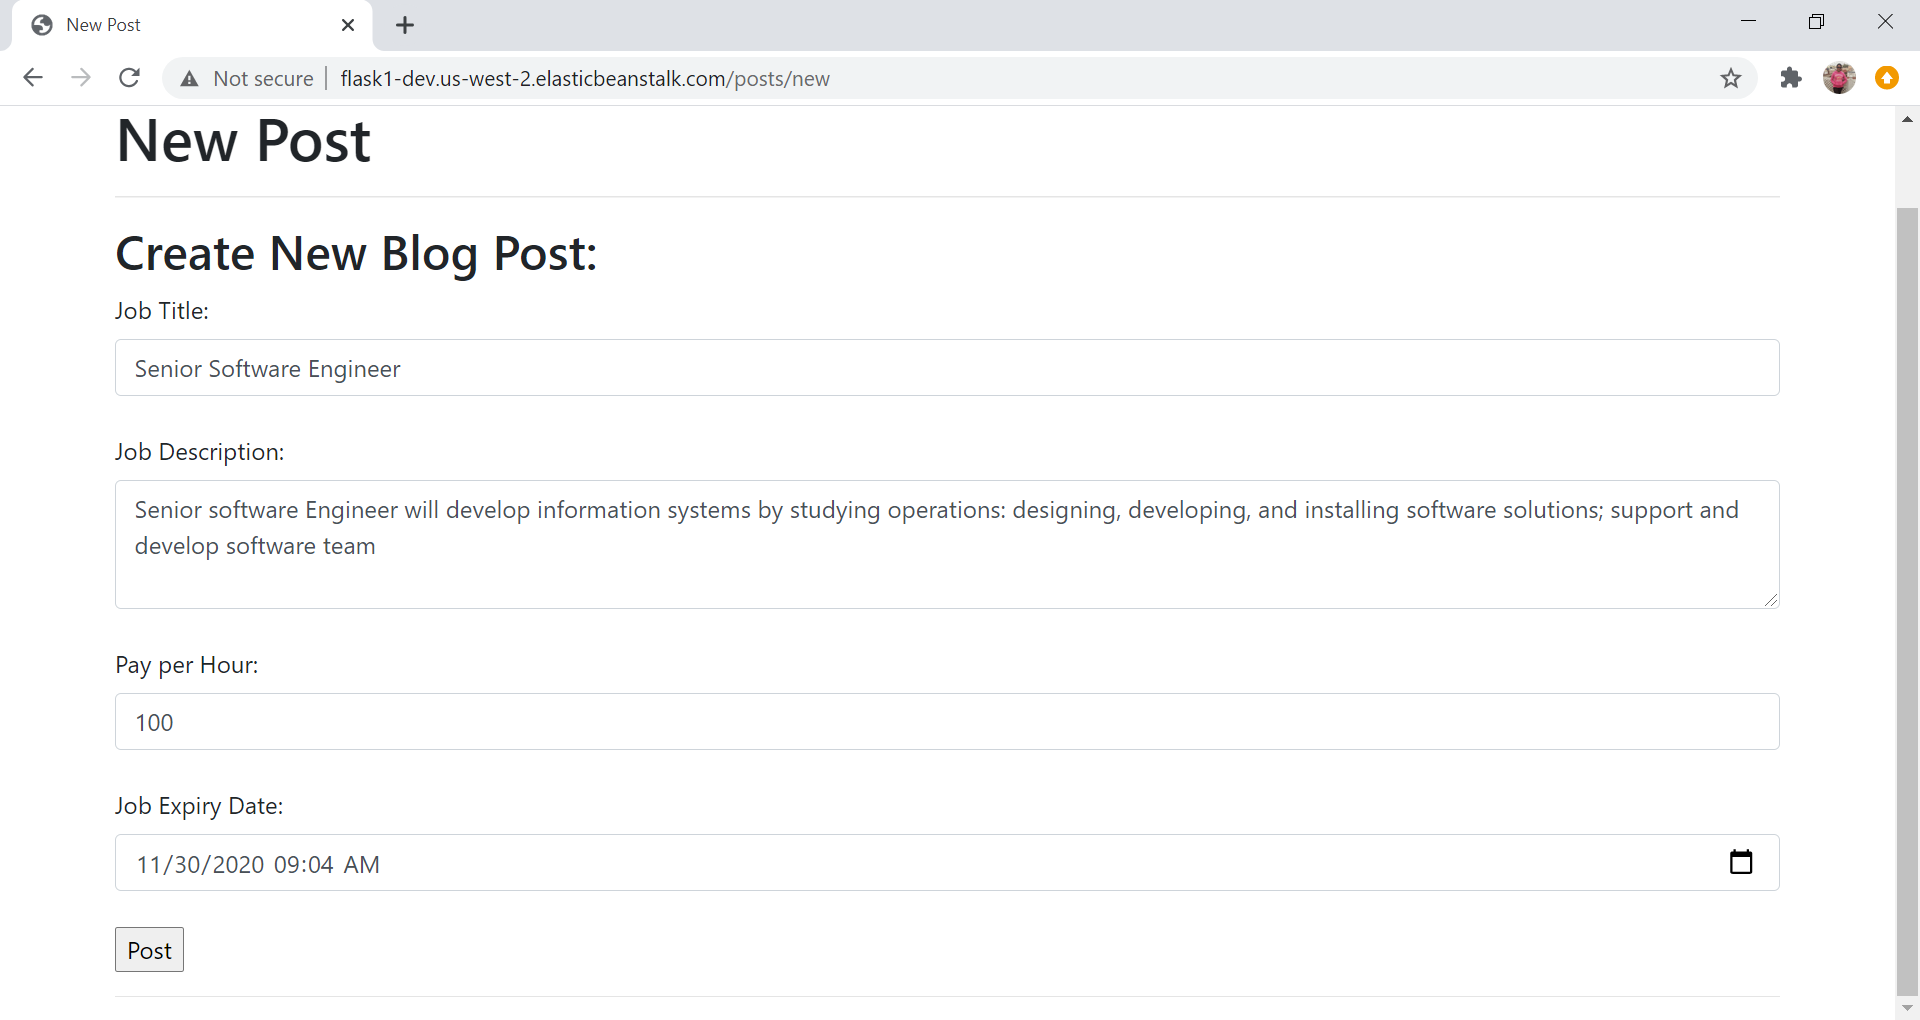 New Post
Not secure | flask1-dev.us-west-2.elasticbeanstalk.com/posts/new
New Post
Create New Blog Post:
Job Title:
Senior Software Engineer
Job Description:
Senior software Engineer will develop information systems by studying operations: designing, developing, and installing software solutions; support and
develop software team
Pay per Hour:
100
Job Expiry Date:
11/30/2020 09:04 AM
Post